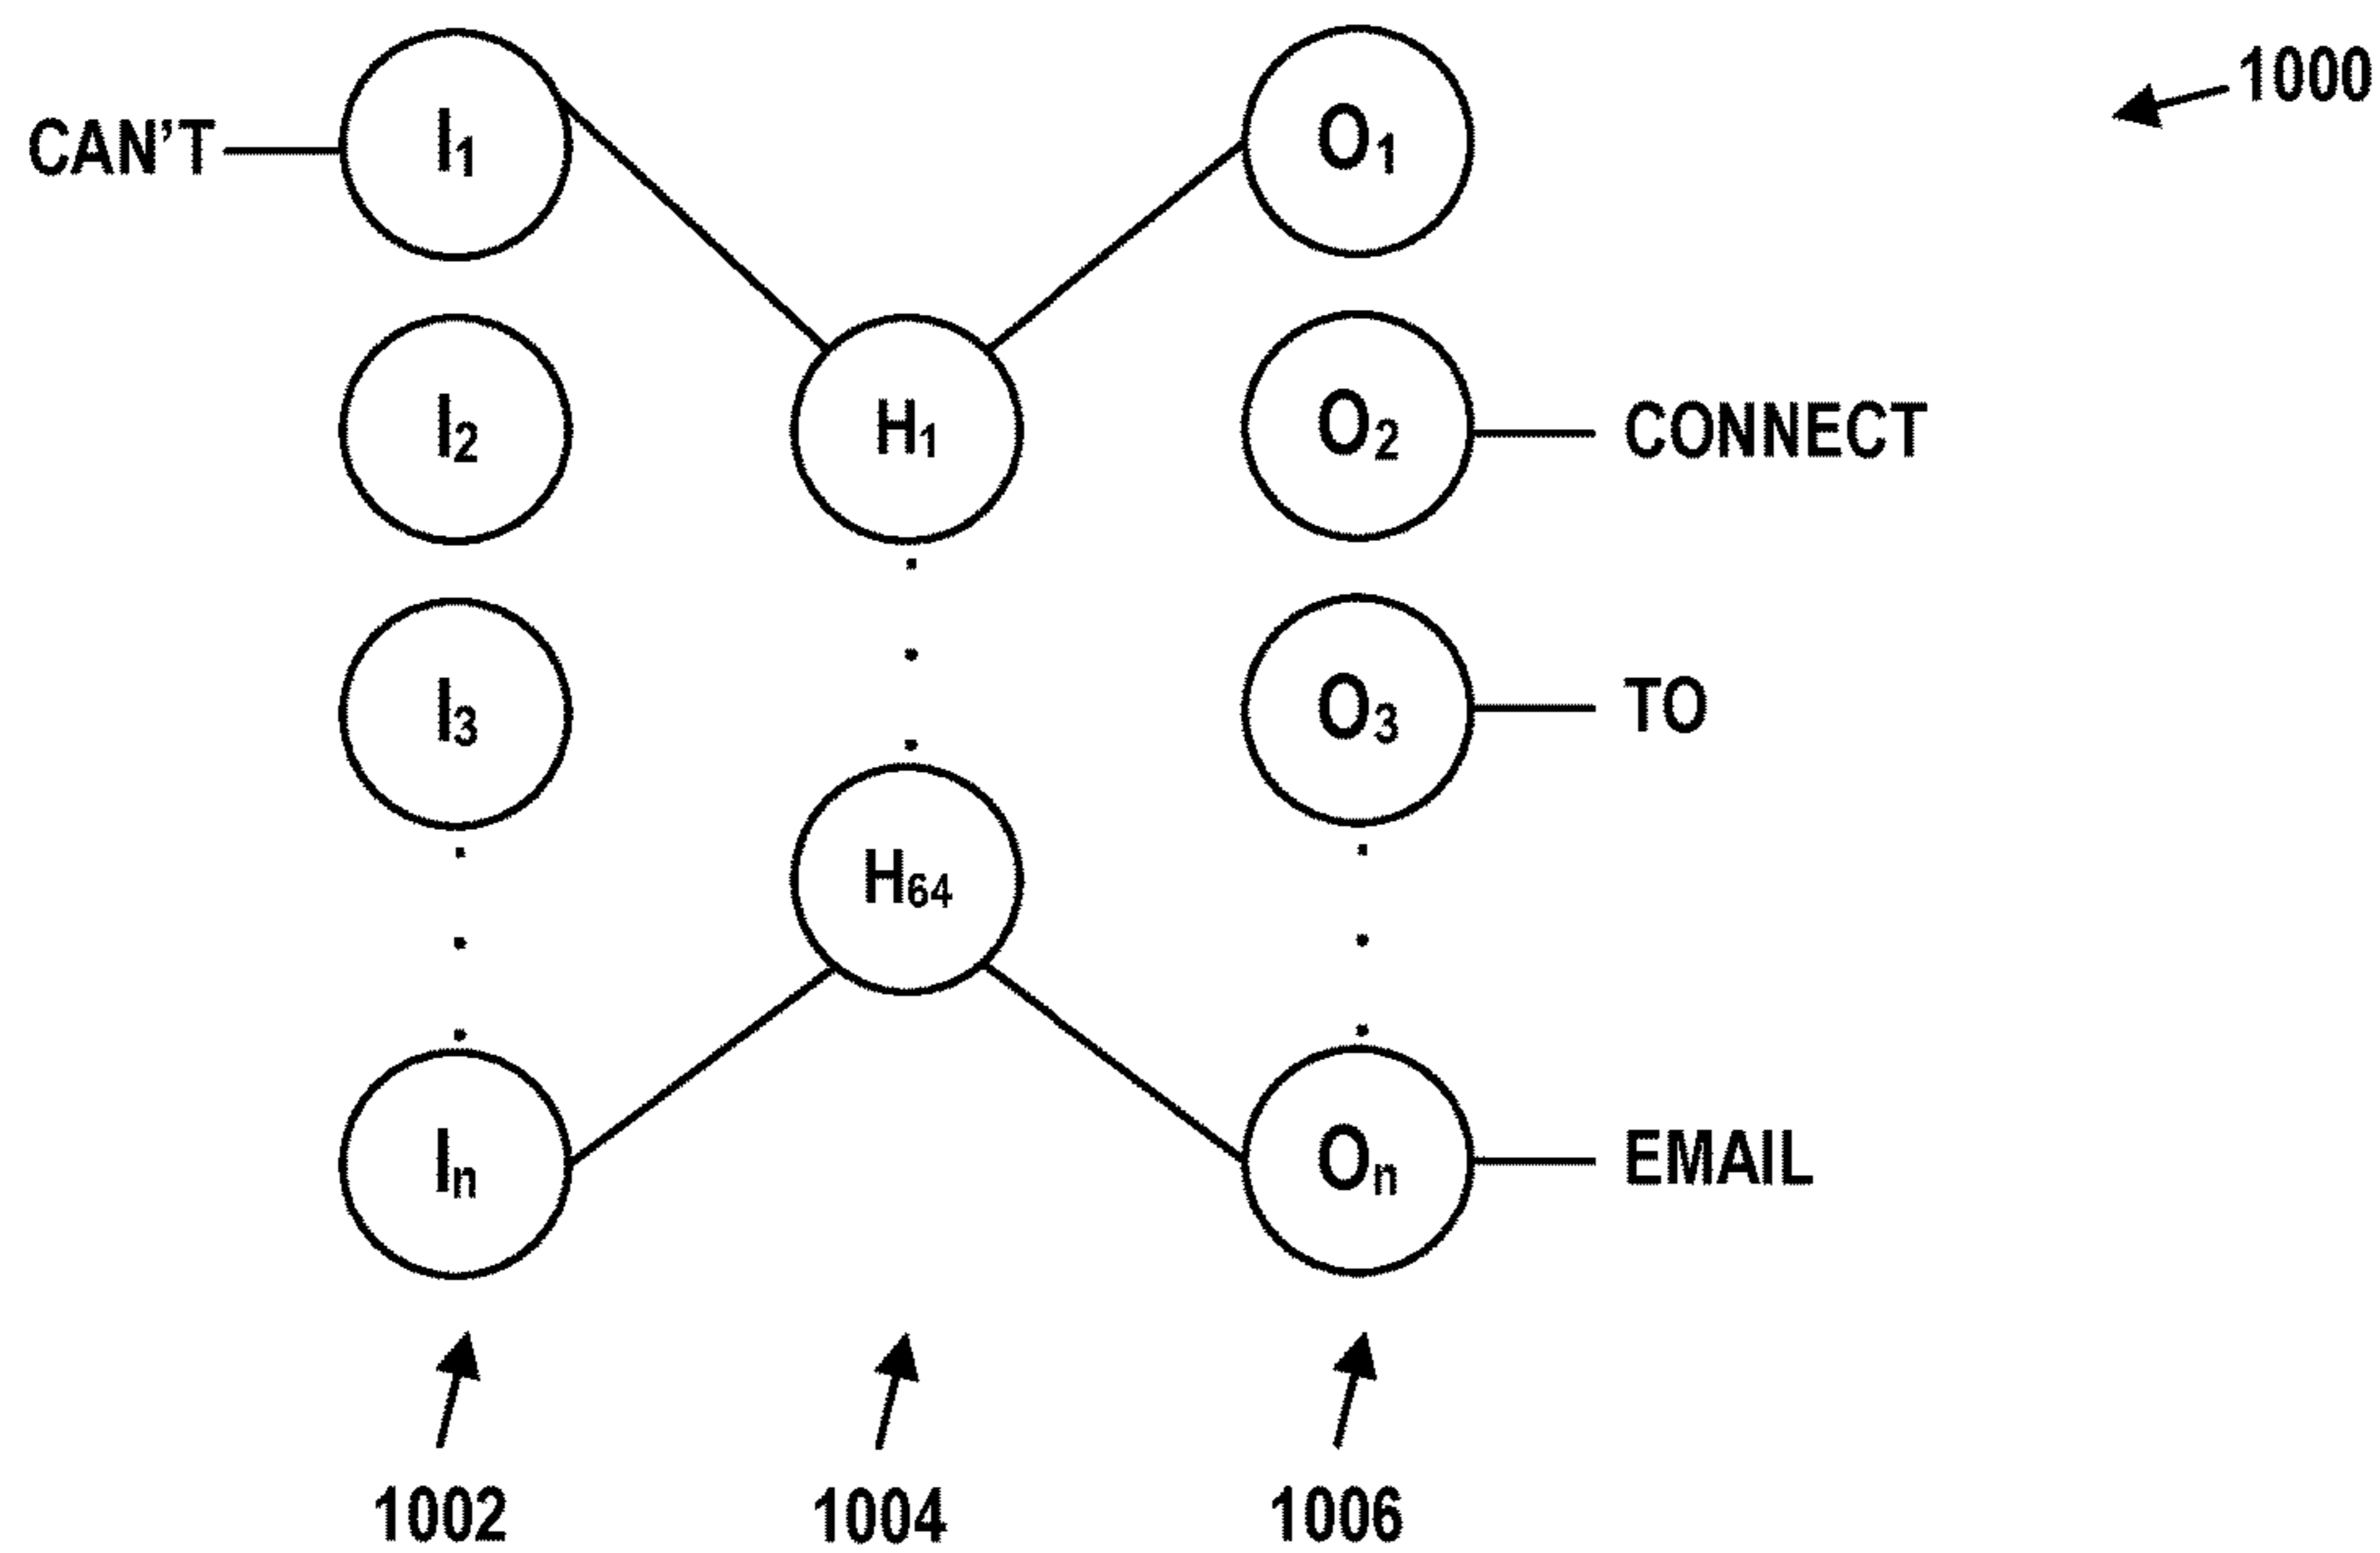 1000
CAN'T I1 O1
I2 H1 O2 CONNECT
I3 O3 TO
H64
In On EMAIL
1002 1004 1006